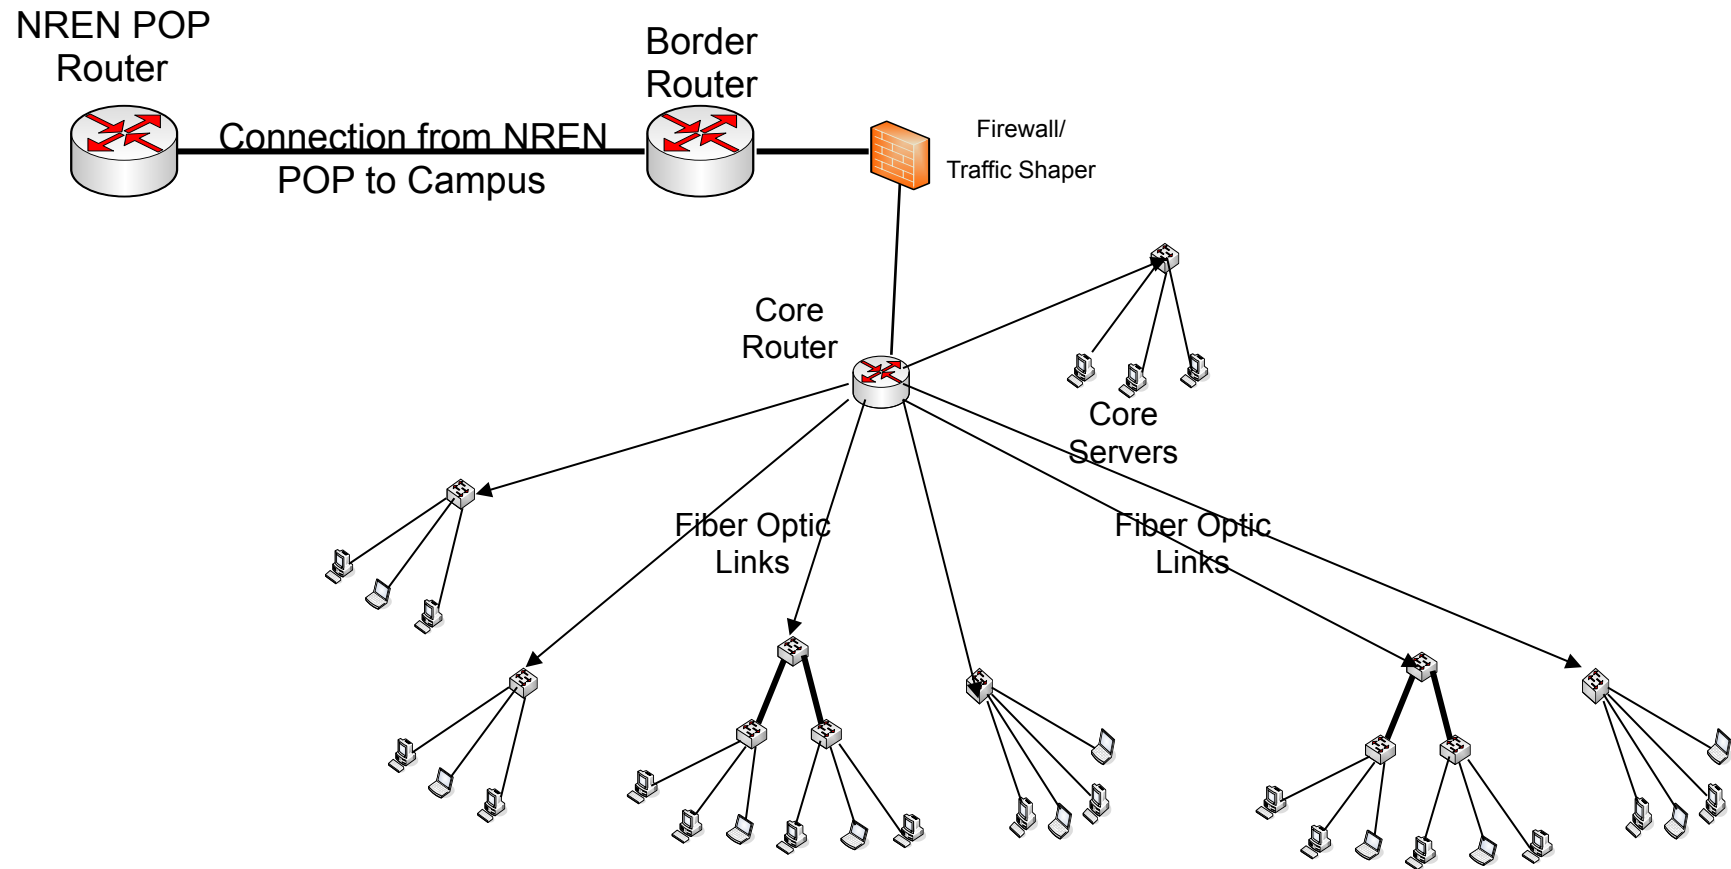 NREN POP
Router
Border
Router
Connection from NREN
POP to Campus
Firewall/
Traffic Shaper
Core
Router
Core
Servers
Fiber Optic
Links
Fiber Optic
Links